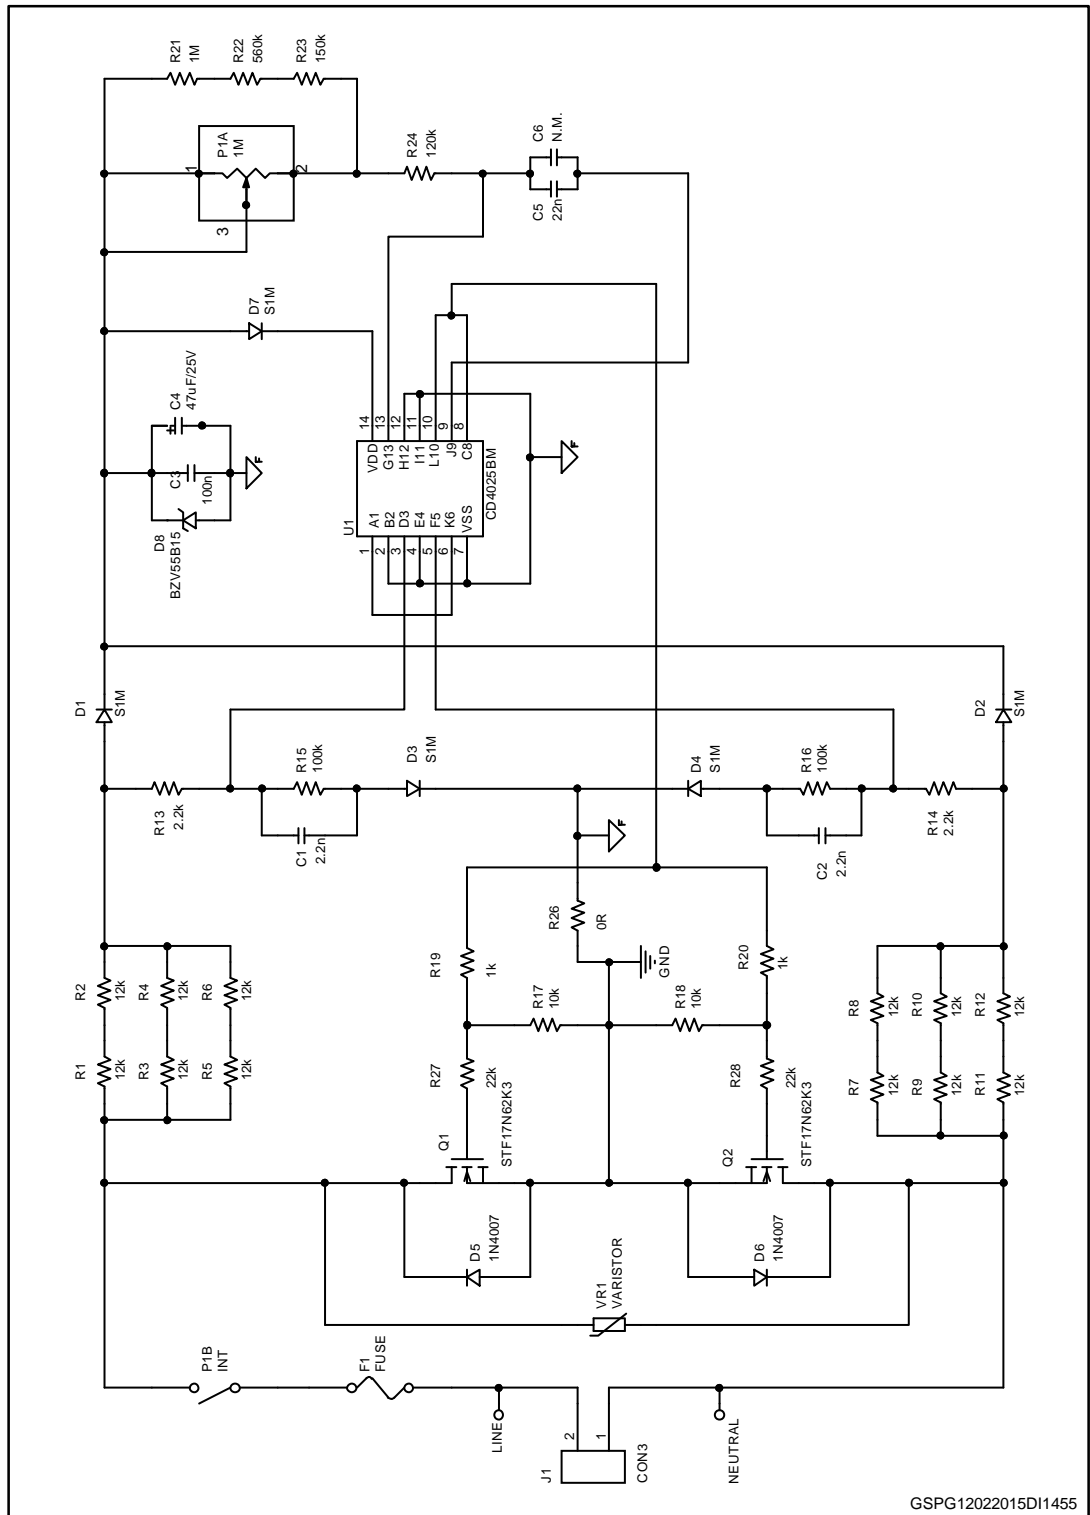 R21
1M
R22
560k
R23
150k
P1A
1M
1
2
3
R24
120k
C6
N.M.
C5
22n
D7
S1M
C4
47uF/25V
C3
100n
D8
BZV55B15
F
U1
14
13
12
11
10
9
8
VDD
G13
H12
I11
L10
J9
C8
CD4025BM
A1
B2
D3
E4
F5
K6
VSS
1
2
3
4
5
6
7
F
D1
S1M
D2
S1M
R13
2.2k
R15
100k
C1
2.2n
D3
S1M
D4
S1M
R16
100k
C2
2.2n
R14
2.2k
F
R26
0R
GND
R19
1k
R20
1k
R17
10k
R18
10k
R27
22k
R28
22k
R2
12k
R4
12k
R6
12k
R1
12k
R3
12k
R5
12k
R8
12k
R10
12k
R12
12k
R7
12k
R9
12k
R11
12k
Q1
STF17N62K3
Q2
STF17N62K3
D5
1N4007
D6
1N4007
VR1
VARISTOR
P1B
INT
F1
FUSE
LINE
NEUTRAL
J1
2
1
CON3
GSPG12022015DI1455